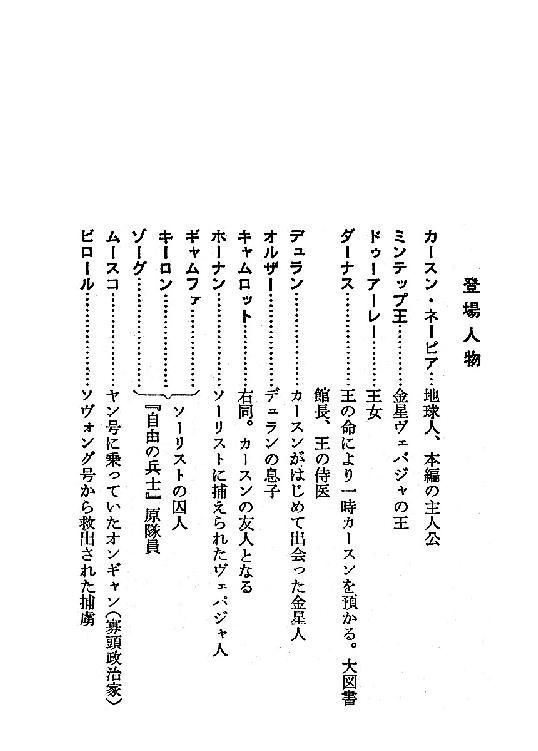 登場人物
カースン・ネーピア…地球人、本編の主人公
ミンテップ王…………金星ヴェパジャの王
ドゥーアーレー………王女
ダーナス………………王の命により一時カースンを預かる。大図書
館長、王の侍医
デュラン………………カースンがはじめて出会った金星人
オルザー………………デュランの息子
キャムロット…………右同。カースンの友人となる
ホーナン………………ソーリストに捕えられたヴェパジャ人
ギャムファ……………
キーロン………………
ゾーグ…………………
ソーリストの囚人
『自由の兵士』原隊員
ムースコ………………ヤン号に乗っていたオンギャン（寡頭政治家）
ビロール………………ソヴォング号から救出された捕虜